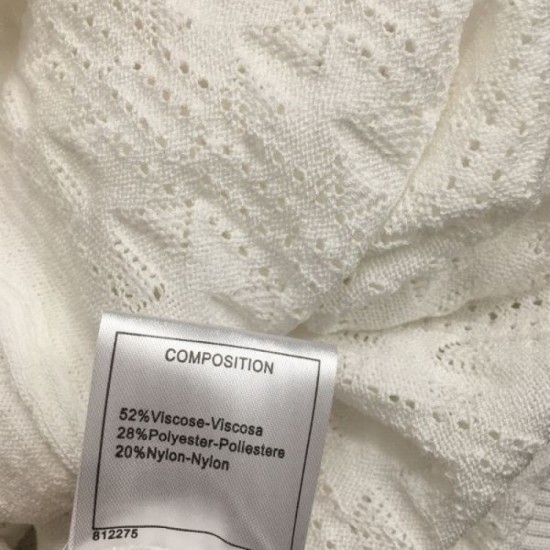 COMPOSITION
52%Viscose-Viscosa
28%Polyester-Poliestere
20%Nylon-Nylon
812275